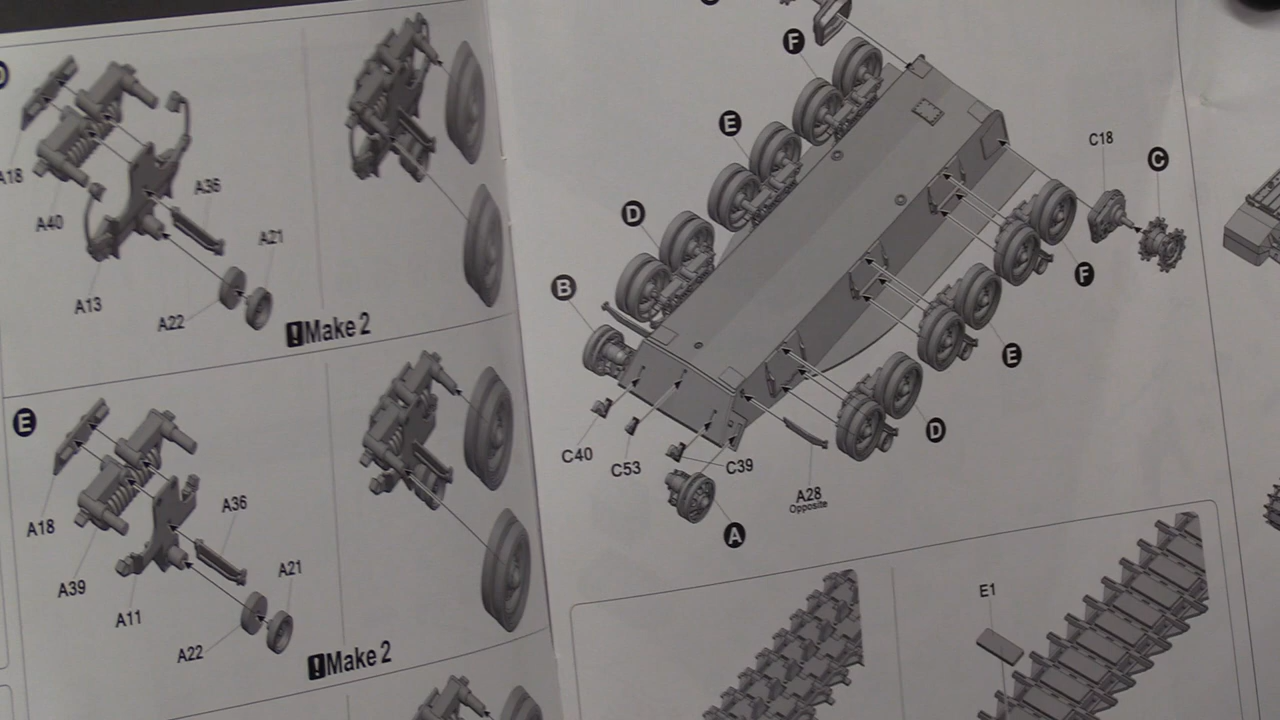 A18
A40
A36
A13
A21
A22
!Make 2
E
A18
A36
A39
A11
A21
A22
!Make 2
F
E
D
B
C18
C
F
E
D
C40
C53
C39
A28
Opposite
A
E1